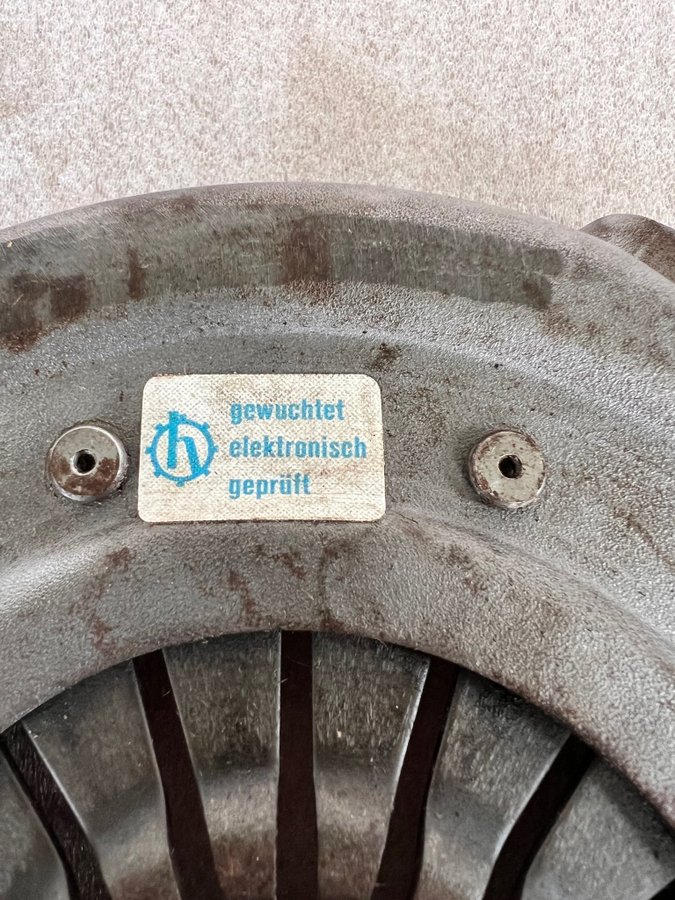 h
gewuchtet
elektronisch
geprüft